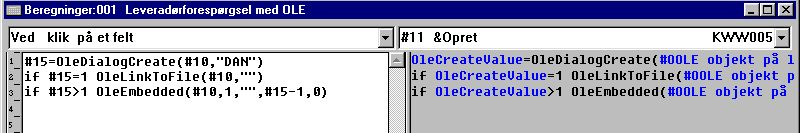 Beregninger:001 Leveradørforespørgsel med OLE
Ved klik på et felt #11 &Opret KWW005
1 #15=OleDialogCreate(#10,"DAN") OleCreateValue=OleDialogCreate(#OOLE objekt på l
2 if #15=1 OleLinkToFile(#10,"") if OleCreateValue=1 OleLinkToFile(#OOLE objekt p
3 if #15>1 OleEmbedded(#10,1,"",#15-1,0) if OleCreateValue>1 OleEmbedded(#OOLE objekt på
4
5